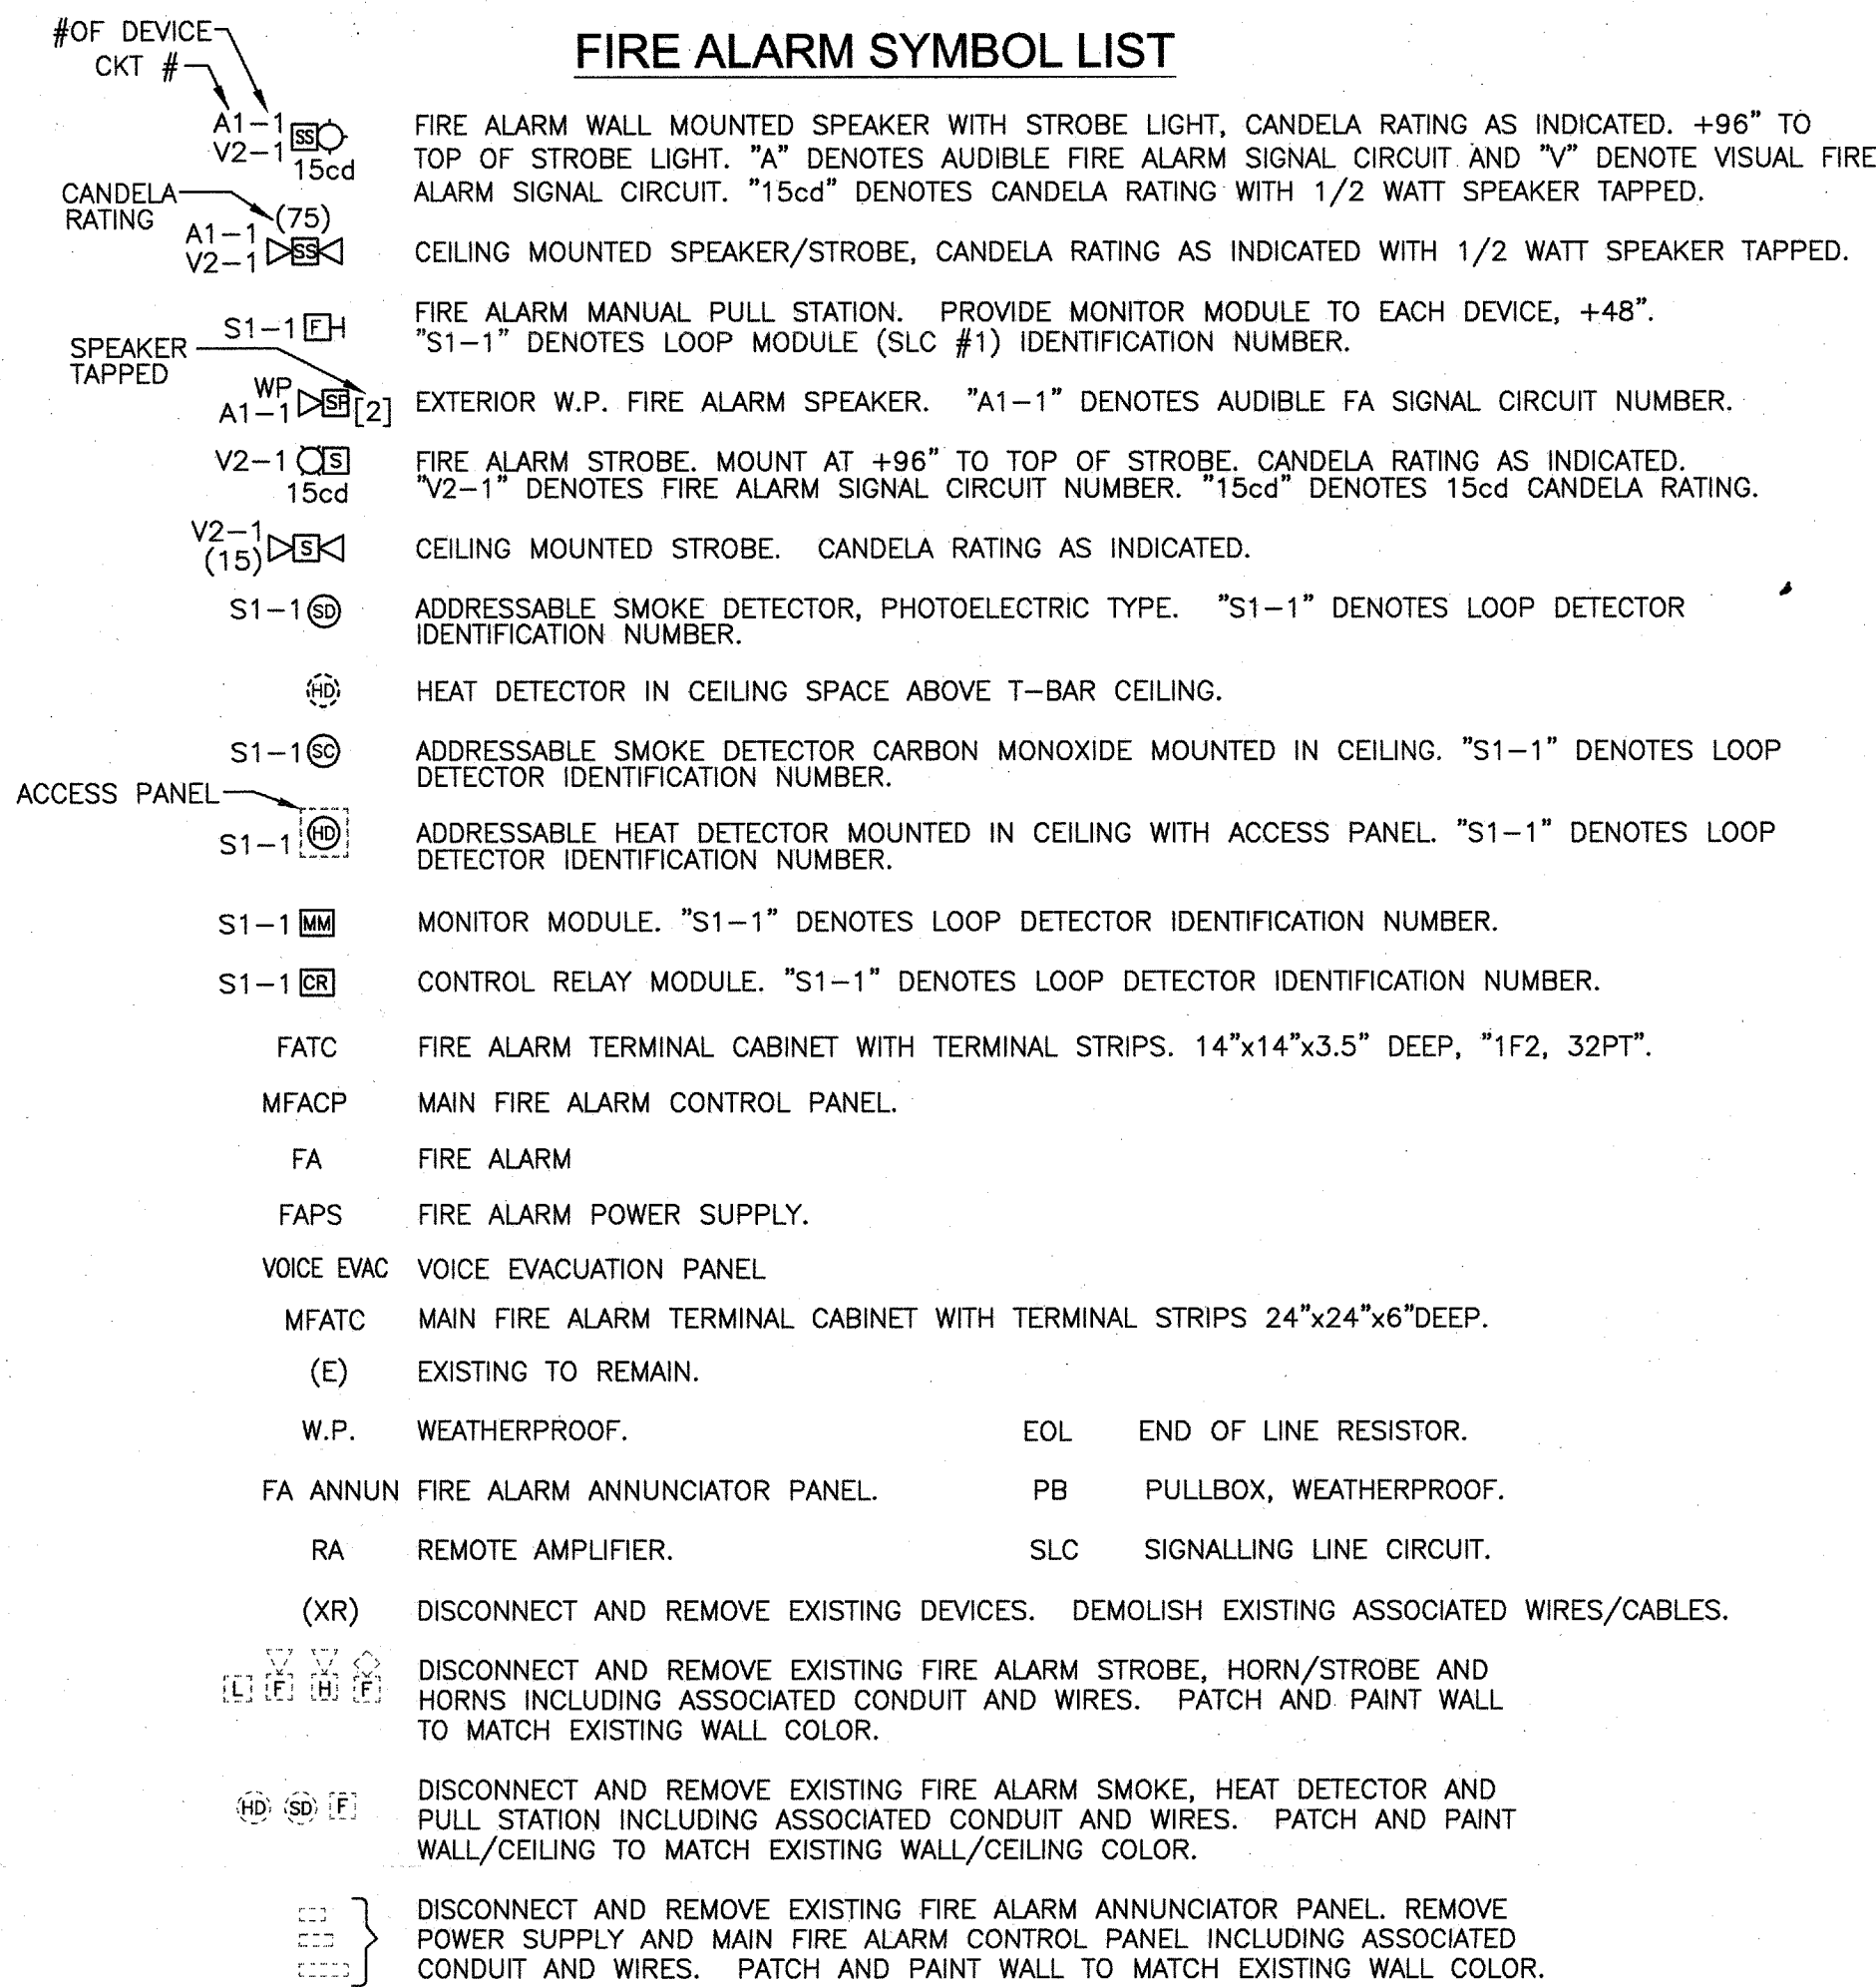 #OF DEVICE
CKT #
FIRE ALARM SYMBOL LIST
A1-1
V2-1
SS
15cd
FIRE ALARM WALL MOUNTED SPEAKER WITH STROBE LIGHT, CANDELA RATING AS INDICATED. +96" TO
TOP OF STROBE LIGHT. "A" DENOTES AUDIBLE FIRE ALARM SIGNAL CIRCUIT AND "V" DENOTE VISUAL FIRE
ALARM SIGNAL CIRCUIT. "15cd" DENOTES CANDELA RATING WITH 1/2 WATT SPEAKER TAPPED.
CANDELA
RATING
(75)
A1-1
V2-1
SS
CEILING MOUNTED SPEAKER/STROBE, CANDELA RATING AS INDICATED WITH 1/2 WATT SPEAKER TAPPED.
S1-1 F H
FIRE ALARM MANUAL PULL STATION. PROVIDE MONITOR MODULE TO EACH DEVICE, +48".
"S1-1" DENOTES LOOP MODULE (SLC #1) IDENTIFICATION NUMBER.
SPEAKER
TAPPED
WP
A1-1 SP [2]
EXTERIOR W.P. FIRE ALARM SPEAKER. "A1-1" DENOTES AUDIBLE FA SIGNAL CIRCUIT NUMBER.
V2-1 S
15cd
FIRE ALARM STROBE. MOUNT AT +96" TO TOP OF STROBE. CANDELA RATING AS INDICATED.
"V2-1" DENOTES FIRE ALARM SIGNAL CIRCUIT NUMBER. "15cd" DENOTES 15cd CANDELA RATING.
V2-1
(15) S
CEILING MOUNTED STROBE. CANDELA RATING AS INDICATED.
S1-1 SD
ADDRESSABLE SMOKE DETECTOR, PHOTOELECTRIC TYPE. "S1-1" DENOTES LOOP DETECTOR
IDENTIFICATION NUMBER.
HD
HEAT DETECTOR IN CEILING SPACE ABOVE T-BAR CEILING.
S1-1 SC
ADDRESSABLE SMOKE DETECTOR CARBON MONOXIDE MOUNTED IN CEILING. "S1-1" DENOTES LOOP
DETECTOR IDENTIFICATION NUMBER.
ACCESS PANEL
S1-1 HD
ADDRESSABLE HEAT DETECTOR MOUNTED IN CEILING WITH ACCESS PANEL. "S1-1" DENOTES LOOP
DETECTOR IDENTIFICATION NUMBER.
S1-1 MM MONITOR MODULE. "S1-1" DENOTES LOOP DETECTOR IDENTIFICATION NUMBER.
S1-1 CR CONTROL RELAY MODULE. "S1-1" DENOTES LOOP DETECTOR IDENTIFICATION NUMBER.
FATC FIRE ALARM TERMINAL CABINET WITH TERMINAL STRIPS. 14"x14"x3.5" DEEP, "1F2, 32PT".
MFACP MAIN FIRE ALARM CONTROL PANEL.
FA FIRE ALARM
FAPS FIRE ALARM POWER SUPPLY.
VOICE EVAC VOICE EVACUATION PANEL
MFATC MAIN FIRE ALARM TERMINAL CABINET WITH TERMINAL STRIPS 24"x24"x6"DEEP.
(E) EXISTING TO REMAIN.
W.P. WEATHERPROOF. EOL END OF LINE RESISTOR.
FA ANNUN FIRE ALARM ANNUNCIATOR PANEL. PB PULLBOX, WEATHERPROOF.
RA REMOTE AMPLIFIER. SLC SIGNALLING LINE CIRCUIT.
(XR) DISCONNECT AND REMOVE EXISTING DEVICES. DEMOLISH EXISTING ASSOCIATED WIRES/CABLES.
L F H F
DISCONNECT AND REMOVE EXISTING FIRE ALARM STROBE, HORN/STROBE AND
HORNS INCLUDING ASSOCIATED CONDUIT AND WIRES. PATCH AND PAINT WALL
TO MATCH EXISTING WALL COLOR.
HD SD F
DISCONNECT AND REMOVE EXISTING FIRE ALARM SMOKE, HEAT DETECTOR AND
PULL STATION INCLUDING ASSOCIATED CONDUIT AND WIRES. PATCH AND PAINT
WALL/CEILING TO MATCH EXISTING WALL/CEILING COLOR.
DISCONNECT AND REMOVE EXISTING FIRE ALARM ANNUNCIATOR PANEL. REMOVE
POWER SUPPLY AND MAIN FIRE ALARM CONTROL PANEL INCLUDING ASSOCIATED
CONDUIT AND WIRES. PATCH AND PAINT WALL TO MATCH EXISTING WALL COLOR.